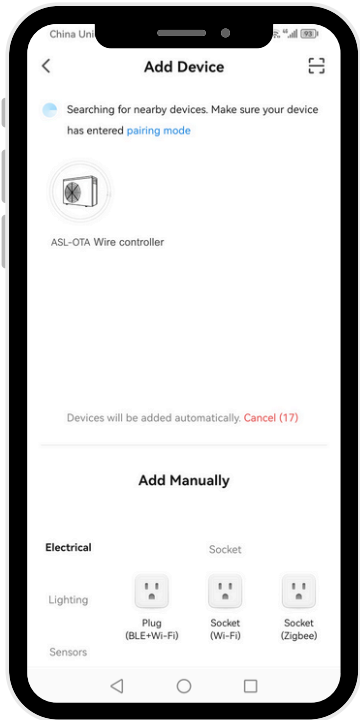 China Uni
93
Add Device
Searching for nearby devices. Make sure your device
has entered pairing mode
ASL-OTA Wire controller
Devices will be added automatically. Cancel (17)
Add Manually
Electrical
Socket
Lighting
Plug
(BLE+Wi-Fi)
Socket
(Wi-Fi)
Socket
(Zigbee)
Sensors